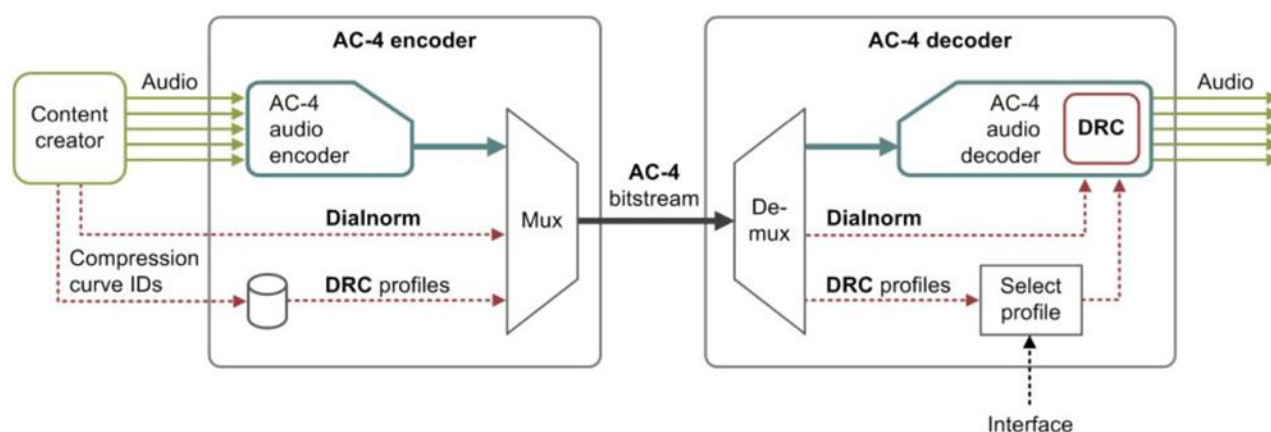 AC-4 encoder
AC-4 decoder
Content
creator
Audio
AC-4
audio
encoder
Dialnorm
Compression
curve IDs
DRC profiles
Mux
AC-4
bitstream
De-
mux
AC-4
audio
decoder
DRC
Audio
Dialnorm
DRC profiles
Select
profile
Interface